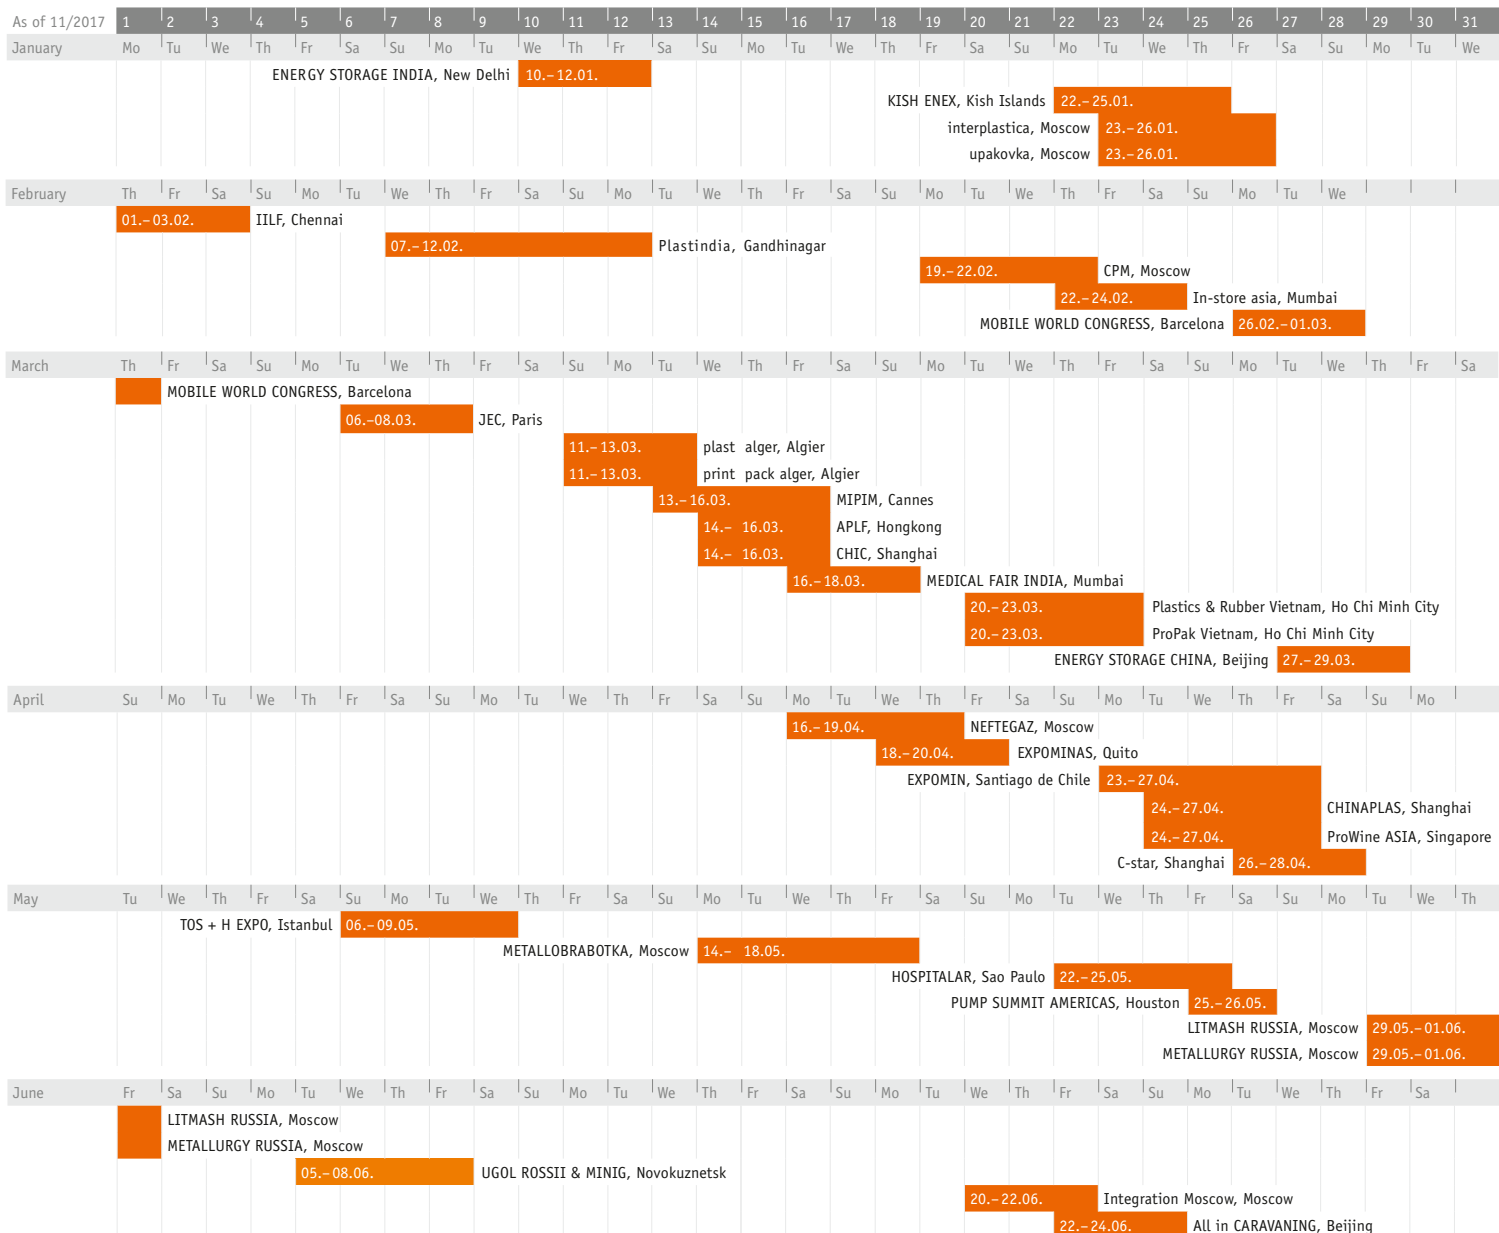 As of 11/2017 1 2 3 4 5 6 7 8 9 10 11 12 13 14 15 16 17 18 19 20 21 22 23 24 25 26 27 28 29 30 31
January Mo Tu We Th Fr Sa Su Mo Tu We Th Fr Sa Su Mo Tu We Th Fr Sa Su Mo Tu We Th Fr Sa Su Mo Tu We
ENERGY STORAGE INDIA, New Delhi 10.–12.01.
KISH ENEX, Kish Islands 22.–25.01.
interplastica, Moscow 23.–26.01.
upakovka, Moscow 23.–26.01.
February Th Fr Sa Su Mo Tu We Th Fr Sa Su Mo Tu We Th Fr Sa Su Mo Tu We Th Fr Sa Su Mo Tu We
01.–03.02. IILF, Chennai
07.–12.02. Plastindia, Gandhinagar
19.–22.02. CPM, Moscow
22.–24.02. In-store asia, Mumbai
MOBILE WORLD CONGRESS, Barcelona 26.02.–01.03.
March Th Fr Sa Su Mo Tu We Th Fr Sa Su Mo Tu We Th Fr Sa Su Mo Tu We Th Fr Sa Su Mo Tu We Th Fr Sa
MOBILE WORLD CONGRESS, Barcelona
06.–08.03. JEC, Paris
11.–13.03. plast alger, Algier
11.–13.03. print pack alger, Algier
13.–16.03. MIPIM, Cannes
14.– 16.03. APLF, Hongkong
14.– 16.03. CHIC, Shanghai
16.–18.03. MEDICAL FAIR INDIA, Mumbai
20.–23.03. Plastics & Rubber Vietnam, Ho Chi Minh City
20.–23.03. ProPak Vietnam, Ho Chi Minh City
ENERGY STORAGE CHINA, Beijing 27.–29.03.
April Su Mo Tu We Th Fr Sa Su Mo Tu We Th Fr Sa Su Mo Tu We Th Fr Sa Su Mo Tu We Th Fr Sa Su Mo
16.–19.04. NEFTEGAZ, Moscow
18.–20.04. EXPOMINAS, Quito
EXPOMIN, Santiago de Chile 23.–27.04.
24.–27.04. CHINAPLAS, Shanghai
24.–27.04. ProWine ASIA, Singapore
C-star, Shanghai 26.–28.04.
May Tu We Th Fr Sa Su Mo Tu We Th Fr Sa Su Mo Tu We Th Fr Sa Su Mo Tu We Th Fr Sa Su Mo Tu We Th
TOS + H EXPO, Istanbul 06.–09.05.
METALLOBRABOTKA, Moscow 14.– 18.05.
HOSPITALAR, Sao Paulo 22.–25.05.
PUMP SUMMIT AMERICAS, Houston 25.–26.05.
LITMASH RUSSIA, Moscow 29.05.–01.06.
METALLURGY RUSSIA, Moscow 29.05.–01.06.
June Fr Sa Su Mo Tu We Th Fr Sa Su Mo Tu We Th Fr Sa Su Mo Tu We Th Fr Sa Su Mo Tu We Th Fr Sa
LITMASH RUSSIA, Moscow
METALLURGY RUSSIA, Moscow
05.–08.06. UGOL ROSSII & MINIG, Novokuznetsk
20.–22.06. Integration Moscow, Moscow
22.–24.06. All in CARAVANING, Beijing